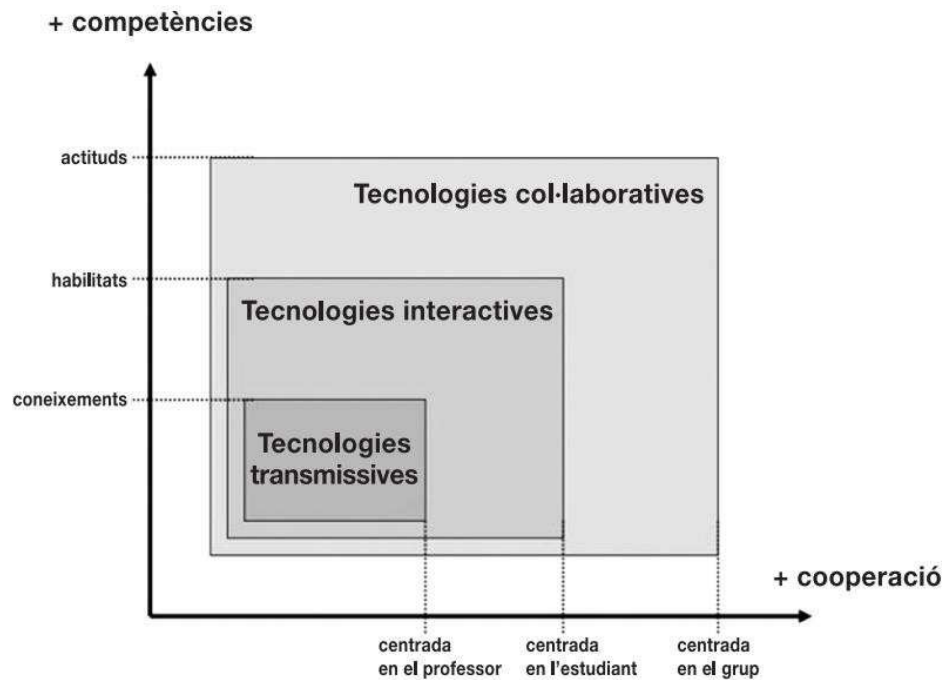 + competències
actituds
Tecnologies col·laboratives
habilitats
Tecnologies interactives
coneixements
Tecnologies
transmissives
+ cooperació
centrada
en el professor
centrada
en l'estudiant
centrada
en el grup